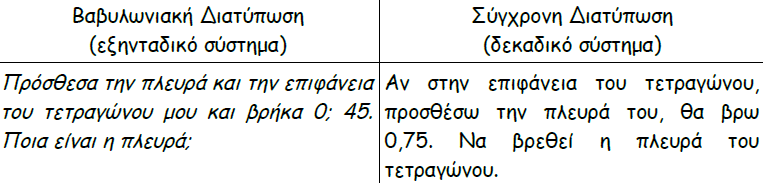 Βαβυλωνιακή Διατύπωση
(εξηνταδικό σύστημα)
Σύγχρονη Διατύπωση
(δεκαδικό σύστημα)
Πρόσθεσα την πλευρά και την επιφάνεια
του τετραγώνου μου και βρήκα 0; 45.
Ποια είναι η πλευρά;
Αν στην επιφάνεια του τετραγώνου,
προσθέσω την πλευρά του, θα βρω
0,75. Να βρεθεί η πλευρά του
τετραγώνου.